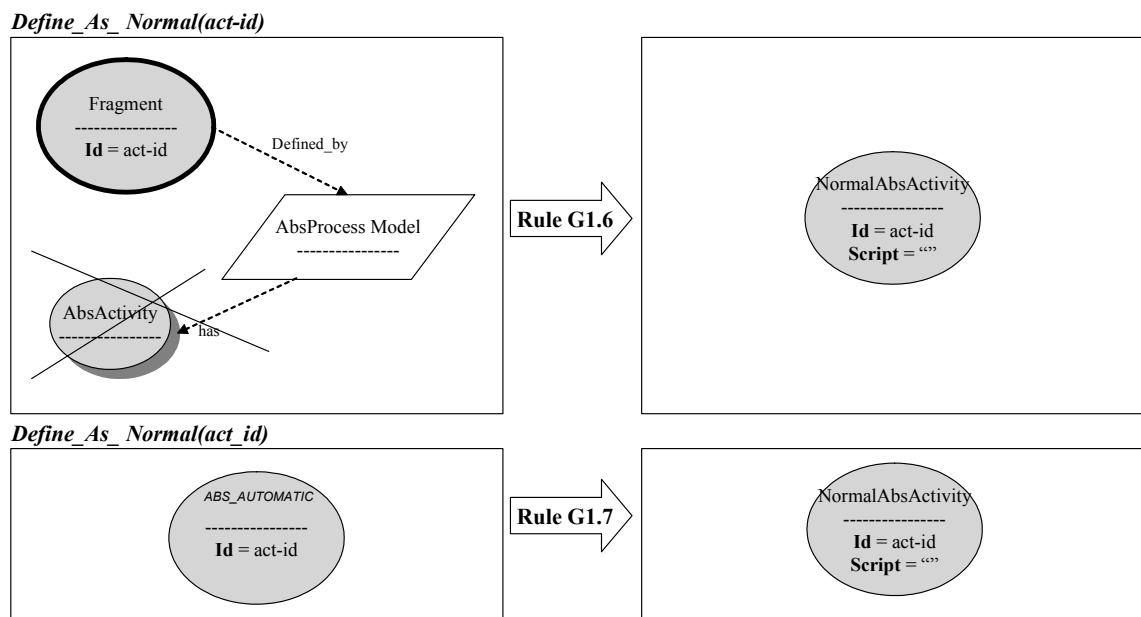 Define_As_ Normal(act-id)
Fragment
-----------------
Id = act-id
Defined_by
AbsProcess Model
----------------
AbsActivity
----------------
has
Rule G1.6
NormalAbsActivity
----------------
Id = act-id
Script = “”
Define_As_ Normal(act_id)
ABS_AUTOMATIC
----------------
Id = act-id
Rule G1.7
NormalAbsActivity
----------------
Id = act-id
Script = “”